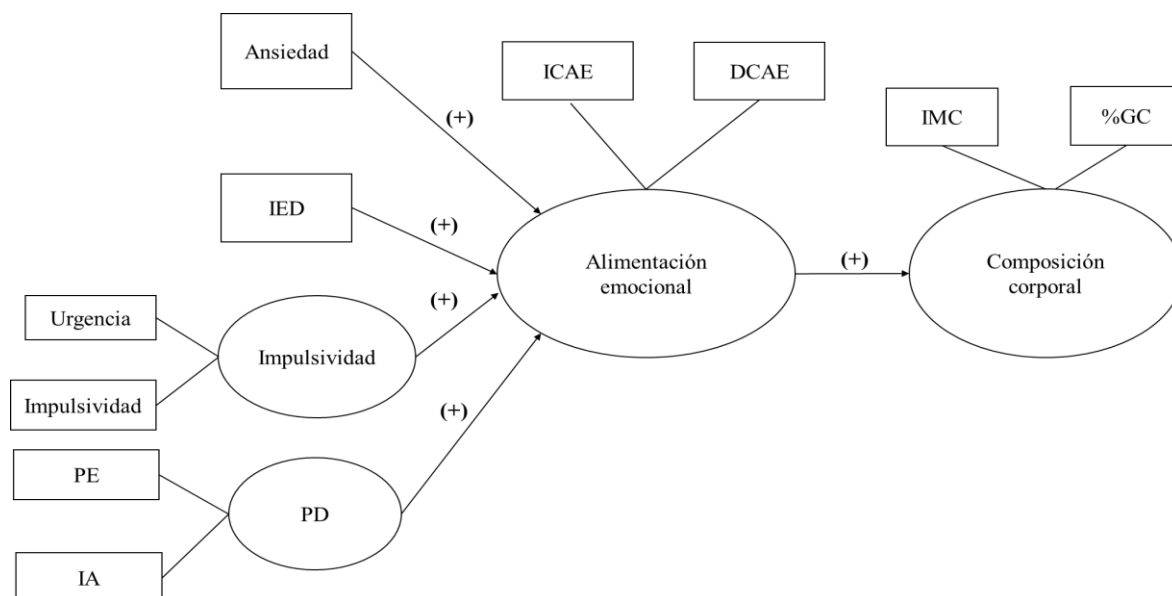 Ansiedad
ICAE
DCAE
IMC
%GC
(+)
IED
(+)
Alimentación
emocional
(+)
Composición
corporal
Urgencia
(+)
Impulsividad
Impulsividad
(+)
PE
PD
IA